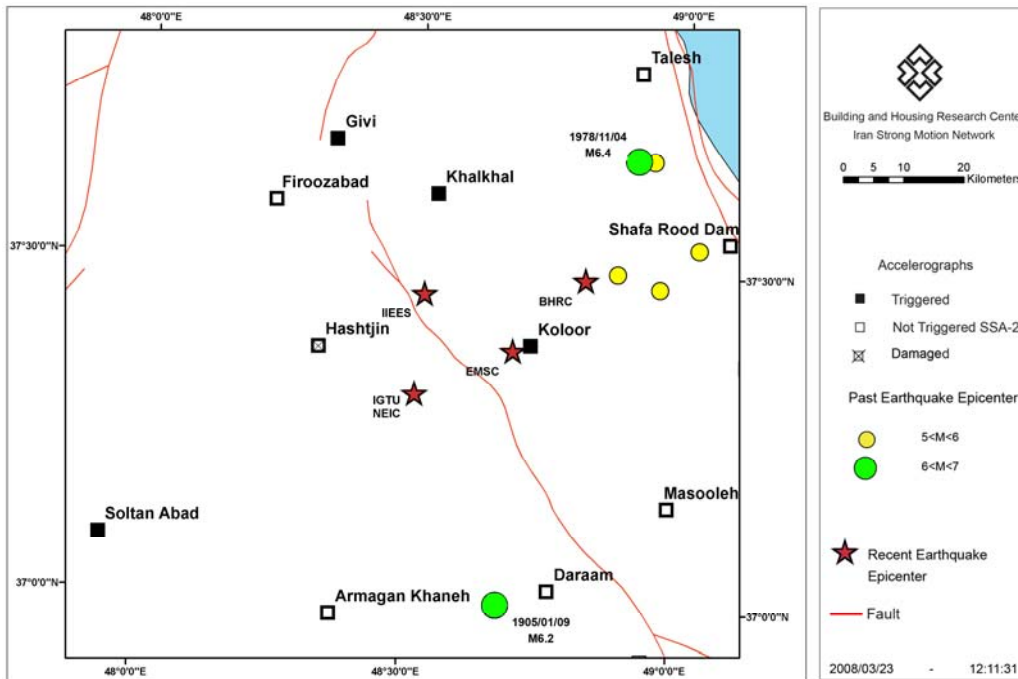 48°0'0"E
48°30'0"E
49°0'0"E
Talesh
Givi
1978/11/04
M6.4
Khalkhal
Firoozabad
Shafa Rood Dam
37°30'0"N
37°30'0"N
BHRC
IIEES
Hashtjin
Koloor
EMSC
IGTU
NEIC
Masooleh
Soltan Abad
37°0'0"N
Daraam
Armagan Khaneh
1905/01/09
M6.2
37°0'0"N
48°0'0"E
48°30'0"E
49°0'0"E
Building and Housing Research Cente
Iran Strong Motion Network
0 5 10 20
Kilometers
Accelerographs
Triggered
Not Triggered SSA-2
Damaged
Past Earthquake Epicenter
5<M<6
6<M<7
Recent Earthquake
Epicenter
Fault
2008/03/23 - 12:11:31